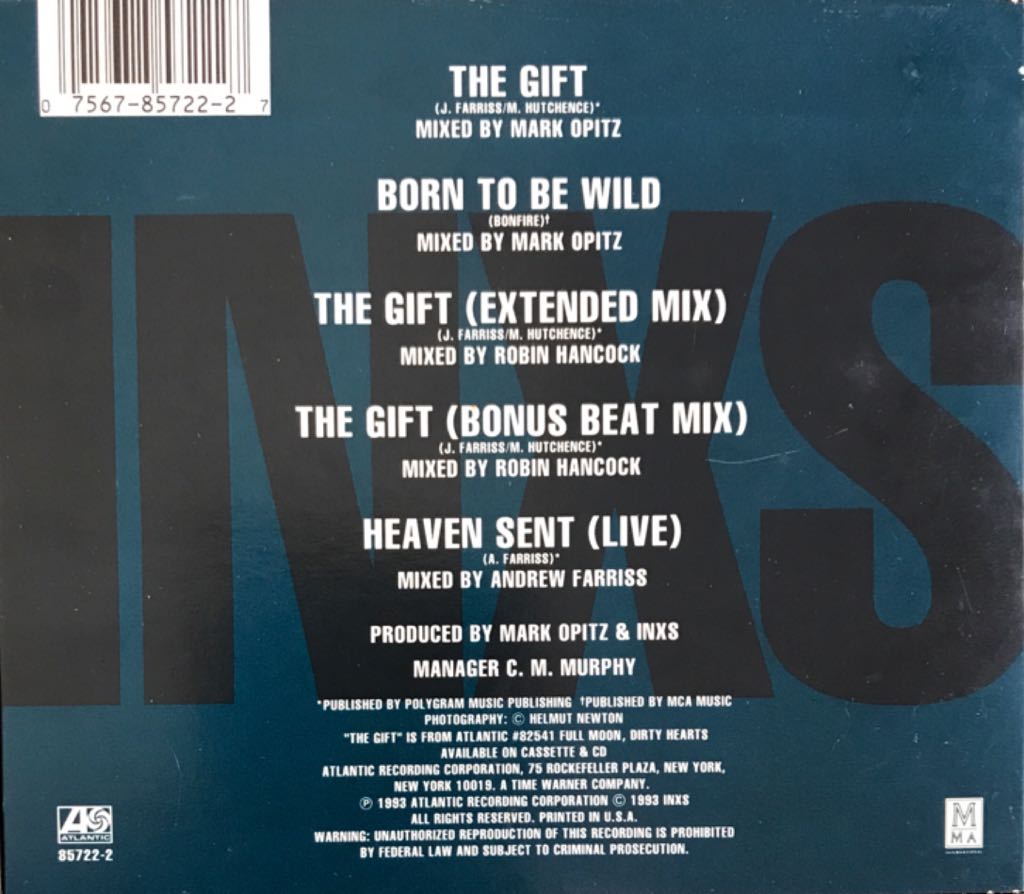 0 7567-85722-2 7
THE GIFT
(J. FARRISS/M. HUTCHENCE)*
MIXED BY MARK OPITZ
BORN TO BE WILD
(BONFIRE)†
MIXED BY MARK OPITZ
THE GIFT (EXTENDED MIX)
(J. FARRISS/M. HUTCHENCE)*
MIXED BY ROBIN HANCOCK
THE GIFT (BONUS BEAT MIX)
(J. FARRISS/M. HUTCHENCE)*
MIXED BY ROBIN HANCOCK
HEAVEN SENT (LIVE)
(A. FARRISS)*
MIXED BY ANDREW FARRISS
INXS
PRODUCED BY MARK OPITZ & INXS
MANAGER C. M. MURPHY
*PUBLISHED BY POLYGRAM MUSIC PUBLISHING †PUBLISHED BY MCA MUSIC
PHOTOGRAPHY: © HELMUT NEWTON
"THE GIFT" IS FROM ATLANTIC #82541 FULL MOON, DIRTY HEARTS
AVAILABLE ON CASSETTE & CD
ATLANTIC RECORDING CORPORATION, 75 ROCKEFELLER PLAZA, NEW YORK,
NEW YORK 10019. A TIME WARNER COMPANY.
℗ 1993 ATLANTIC RECORDING CORPORATION © 1993 INXS
ALL RIGHTS RESERVED. PRINTED IN U.S.A.
WARNING: UNAUTHORIZED REPRODUCTION OF THIS RECORDING IS PROHIBITED
BY FEDERAL LAW AND SUBJECT TO CRIMINAL PROSECUTION.
ATLANTIC
85722-2
M
MA